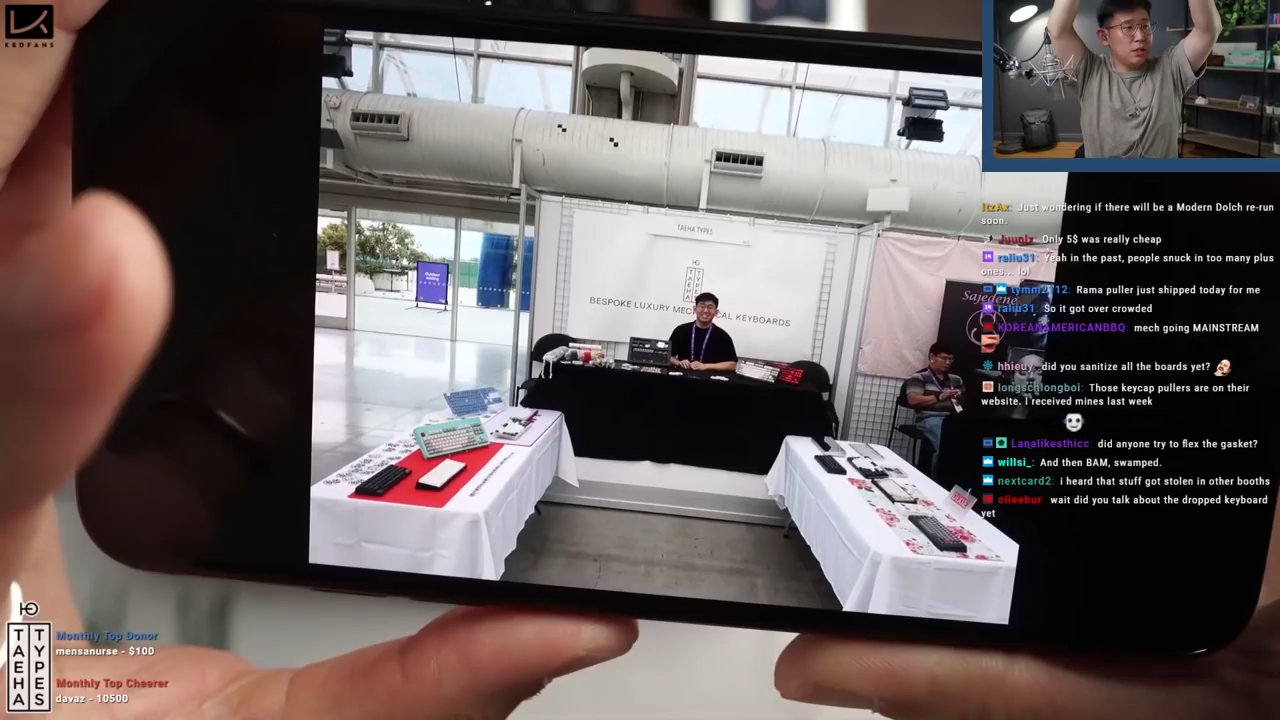 KBDFANS
TAEHA TYPES
TAEHA
TYPES
BESPOKE LUXURY MECHANICAL KEYBOARDS
Outdoor
Sajedene
ItzAx: Just wondering if there will be a Modern Dolch re-run
soon.
Juunix: Only 5$ was really cheap
raliu31: Yeah in the past, people snuck in too many plus
ones... lol
tymm2712: Rama puller just shipped today for me
raliu31: So it got over crowded
KOREANAMERICANBBQ: mech going MAINSTREAM
hhieuy: did you sanitize all the boards yet?
longschlongboi: Those keycap pullers are on their
website. I received mines last week
Lanalikesthicc: did anyone try to flex the gasket?
willsi_: And then BAM, swamped.
nextcard2: i heard that stuff got stolen in other booths
olleebur: wait did you talk about the dropped keyboard
yet
TAEHA
TYPES
Monthly Top Donor
mensanurse - $100
Monthly Top Cheerer
davaz - 10500